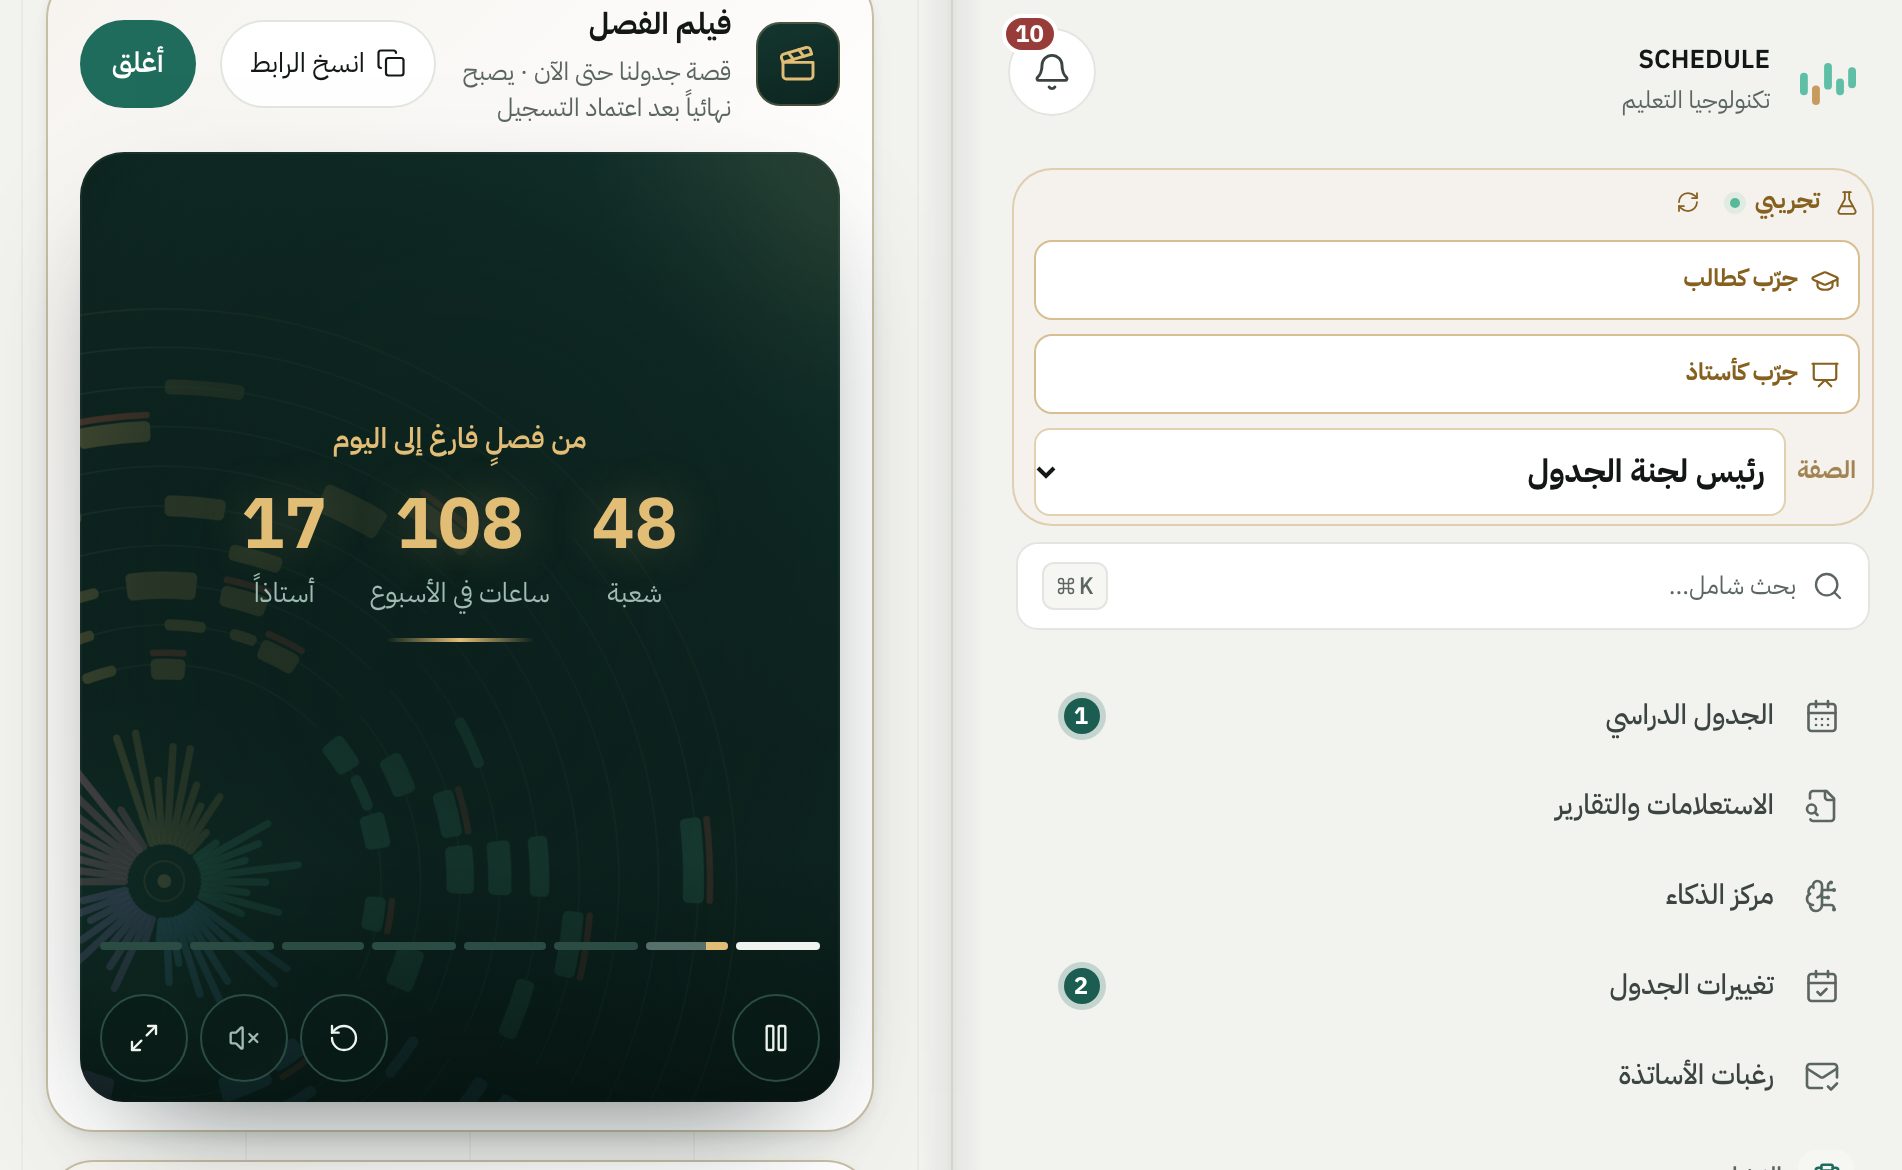 SCHEDULE
تكنولوجيا التعليم
10
تجريبي
جرّب كطالب
جرّب كأستاذ
الصفة
رئيس لجنة الجدول
بحث شامل...
⌘K
الجدول الدراسي
1
الاستعلامات والتقارير
مركز الذكاء
تغييرات الجدول
2
رغبات الأساتذة
فيلم الفصل
قصة جدولنا حتى الآن · يصبح
نهائياً بعد اعتماد التسجيل
انسخ الرابط
أغلق
من فصلٍ فارغ إلى اليوم
48
شعبة
108
ساعات في الأسبوع
17
أستاذاً